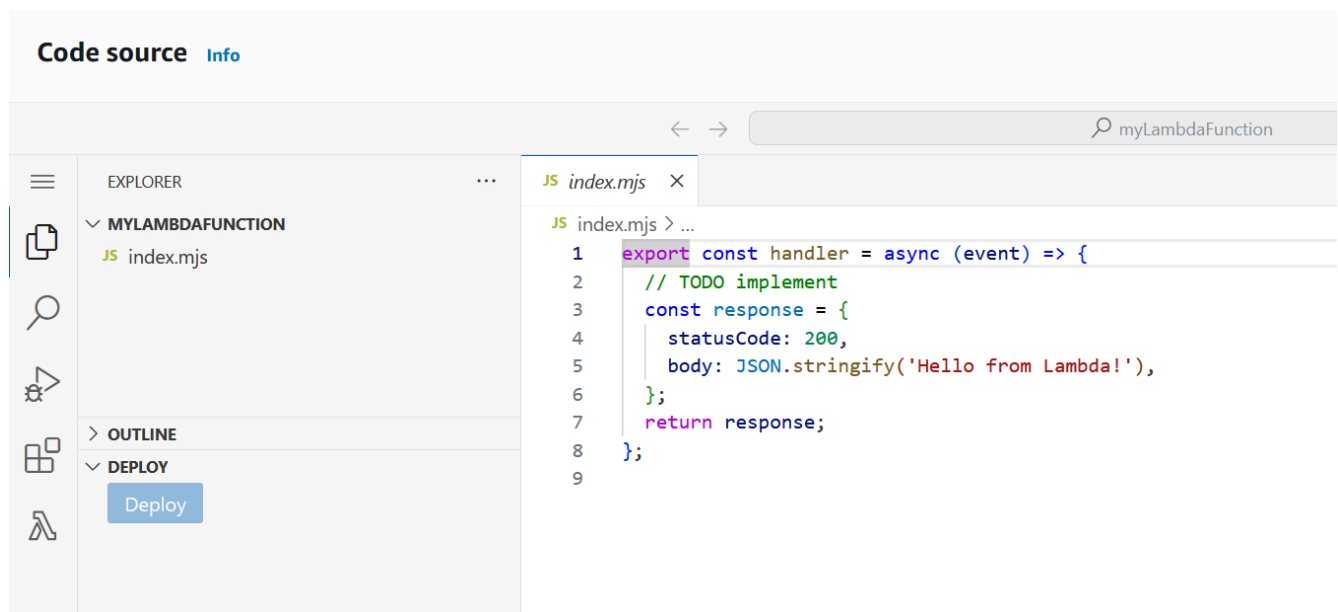 Code source Info
myLambdaFunction
EXPLORER
MYLAMBDAFUNCTION
JS index.mjs
OUTLINE
DEPLOY
Deploy
JS index.mjs
JS index.mjs > ...
1 export const handler = async (event) => {
2 // TODO implement
3 const response = {
4 statusCode: 200,
5 body: JSON.stringify('Hello from Lambda!'),
6 };
7 return response;
8 };
9